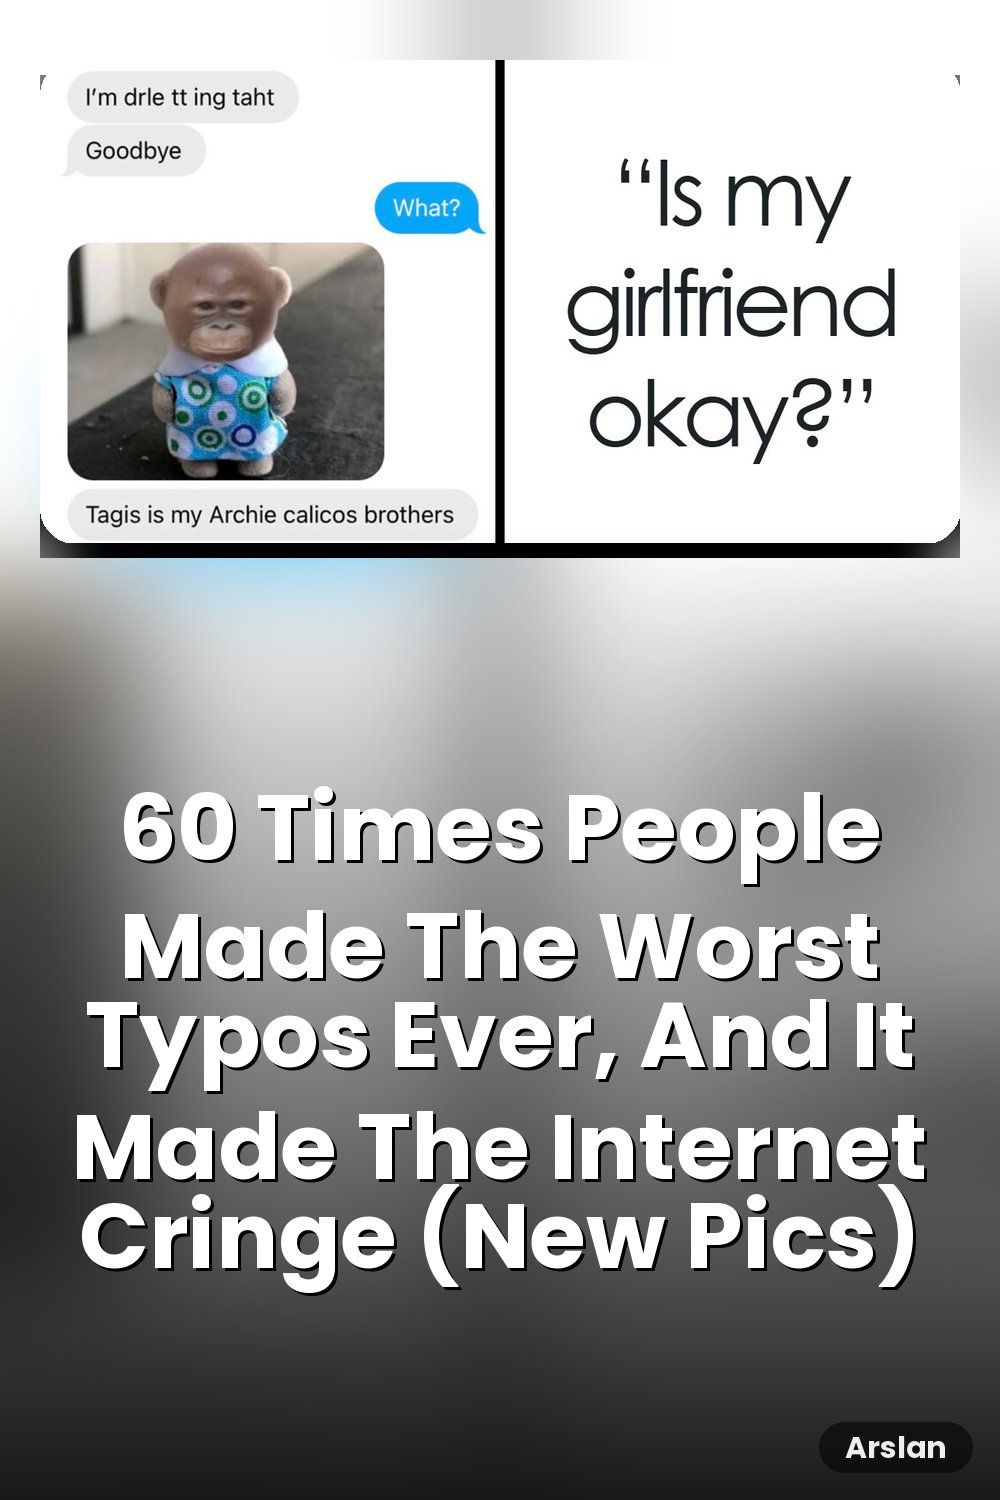 I’m drle tt ing taht
Goodbye
What?
Tagis is my Archie calicos brothers
“Is my
girlfriend
okay?”
60 Times People
Made The Worst
Typos Ever, And It
Made The Internet
Cringe (New Pics)
Arslan